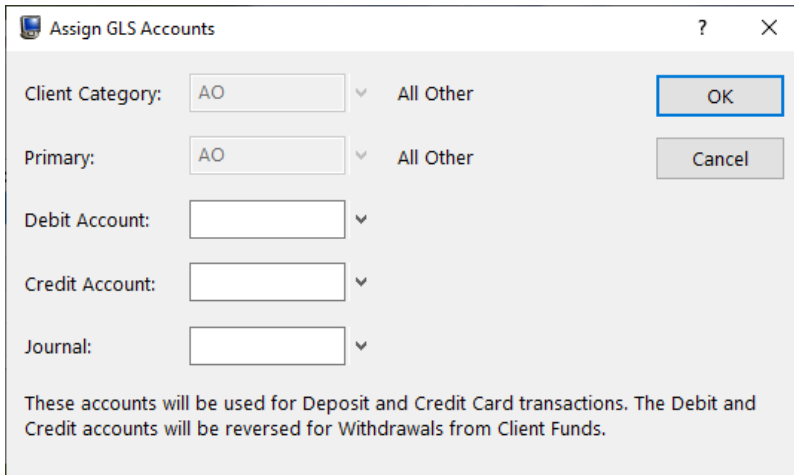 Assign GLS Accounts ?
Client Category: AO All Other OK
Primary: AO All Other Cancel
Debit Account:
Credit Account:
Journal:
These accounts will be used for Deposit and Credit Card transactions. The Debit and
Credit accounts will be reversed for Withdrawals from Client Funds.